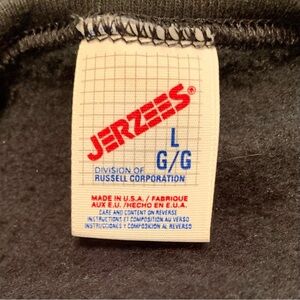 JERZEES®
L
G/G
DIVISION OF
RUSSELL CORPORATION
MADE IN U.S.A. / FABRIQUE
AUX E.U. / HECHO EN E.U.A.
CARE AND CONTENT ON REVERSE
INSTRUCTIONS ET COMPOSITION AU VERSO
INSTRUCCIONES Y COMPOSICION AL REVERSO